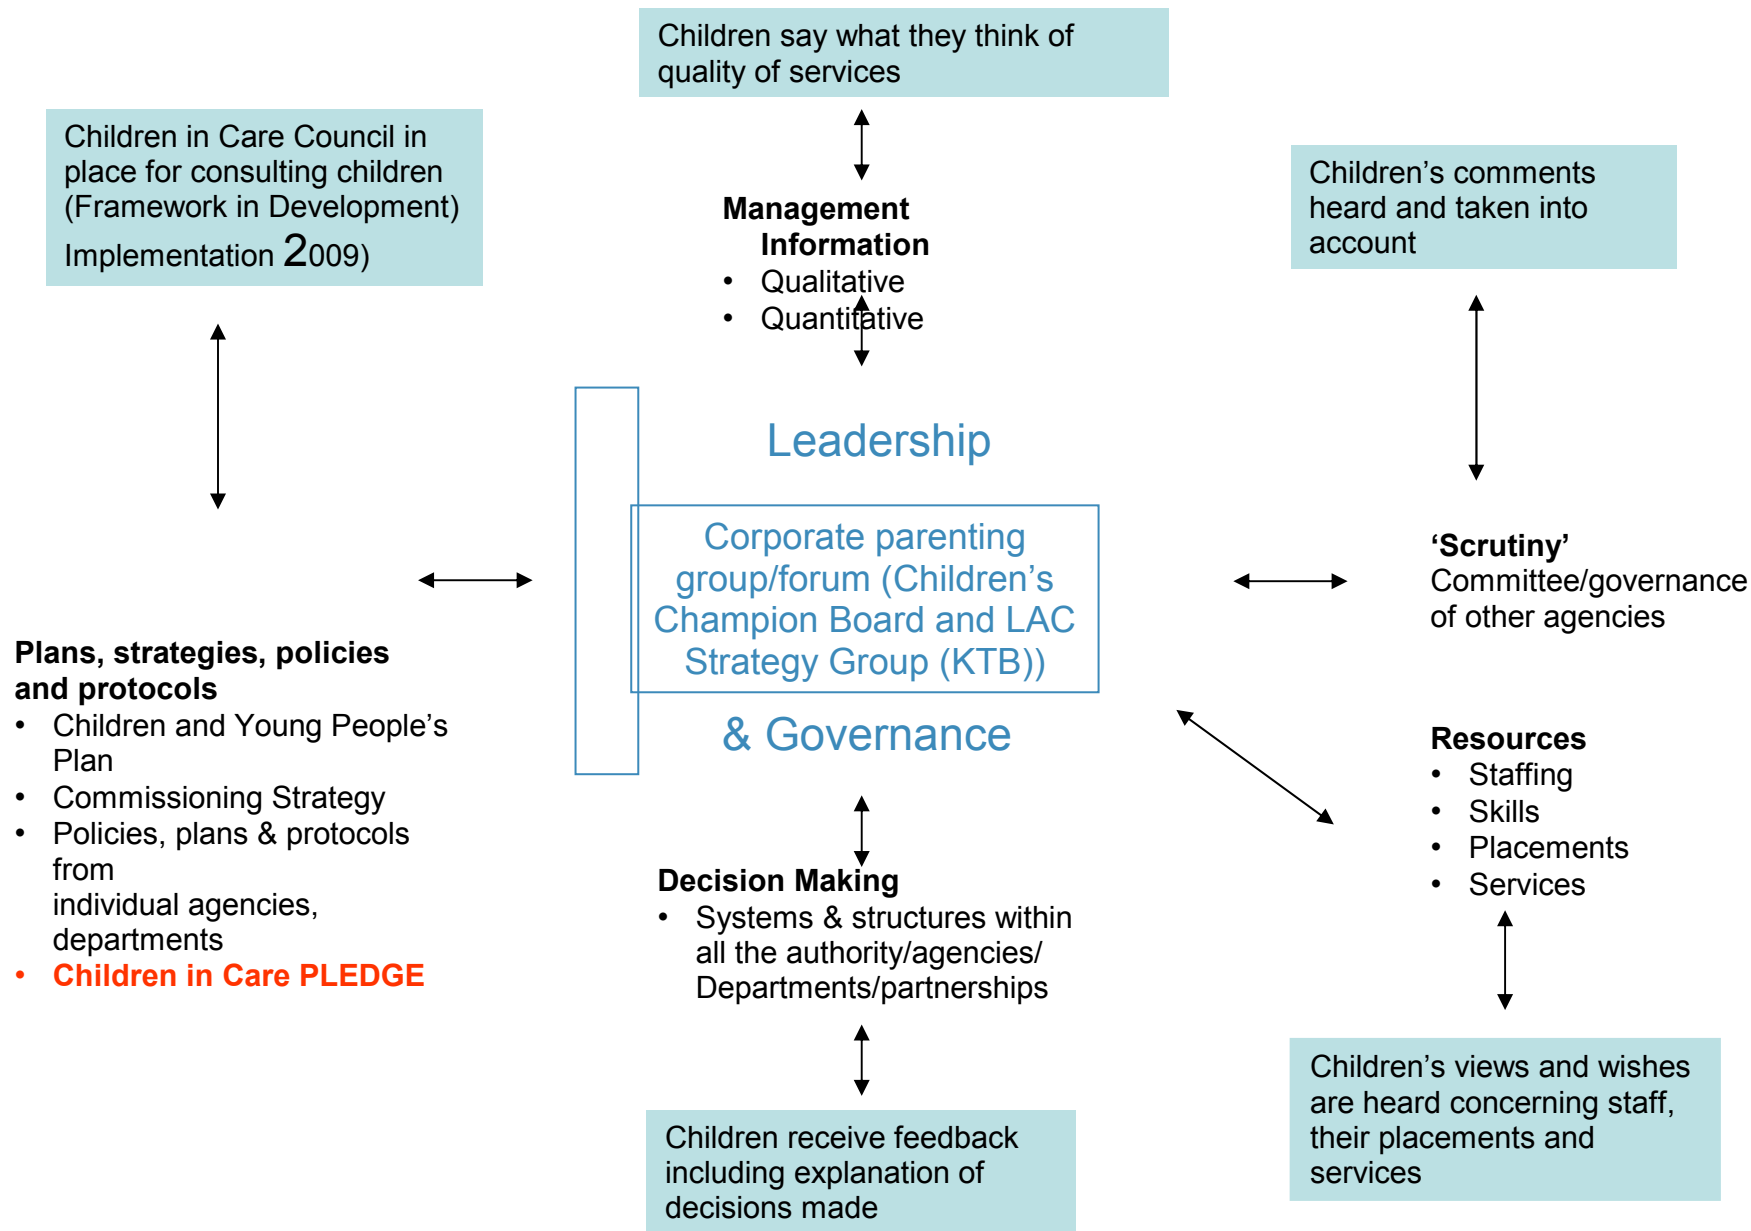 Children say what they think of
quality of services
Children in Care Council in
place for consulting children
(Framework in Development)
Implementation 2009)
Children’s comments
heard and taken into
account
Management
Information
• Qualitative
• Quantitative
Leadership
Corporate parenting
group/forum (Children’s
Champion Board and LAC
Strategy Group (KTB))
& Governance
‘Scrutiny’
Committee/governance
of other agencies
Plans, strategies, policies
and protocols
• Children and Young People’s
Plan
• Commissioning Strategy
• Policies, plans & protocols
from
individual agencies,
departments
• Children in Care PLEDGE
Resources
• Staffing
• Skills
• Placements
• Services
Decision Making
• Systems & structures within
all the authority/agencies/
Departments/partnerships
Children’s views and wishes
are heard concerning staff,
their placements and
services
Children receive feedback
including explanation of
decisions made